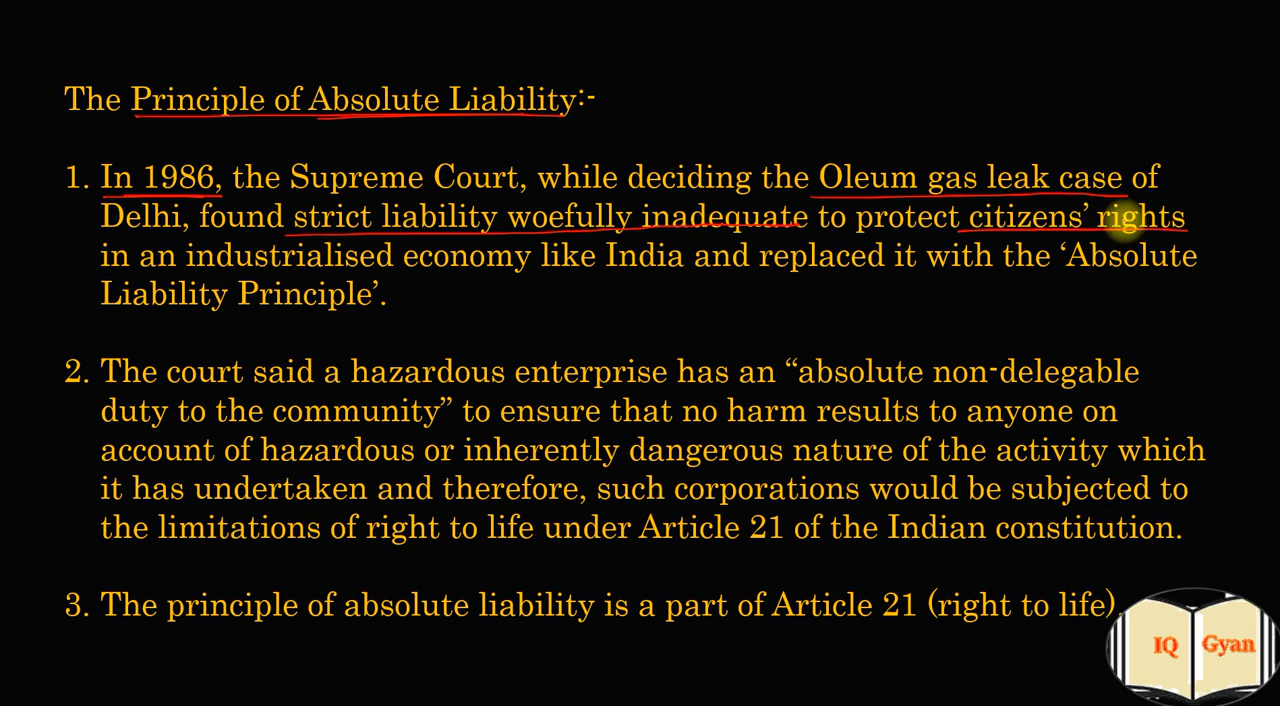 The Principle of Absolute Liability:-
1. In 1986, the Supreme Court, while deciding the Oleum gas leak case of
Delhi, found strict liability woefully inadequate to protect citizens’ rights
in an industrialised economy like India and replaced it with the ‘Absolute
Liability Principle’.
2. The court said a hazardous enterprise has an “absolute non-delegable
duty to the community” to ensure that no harm results to anyone on
account of hazardous or inherently dangerous nature of the activity which
it has undertaken and therefore, such corporations would be subjected to
the limitations of right to life under Article 21 of the Indian constitution.
3. The principle of absolute liability is a part of Article 21 (right to life).
IQ Gyan